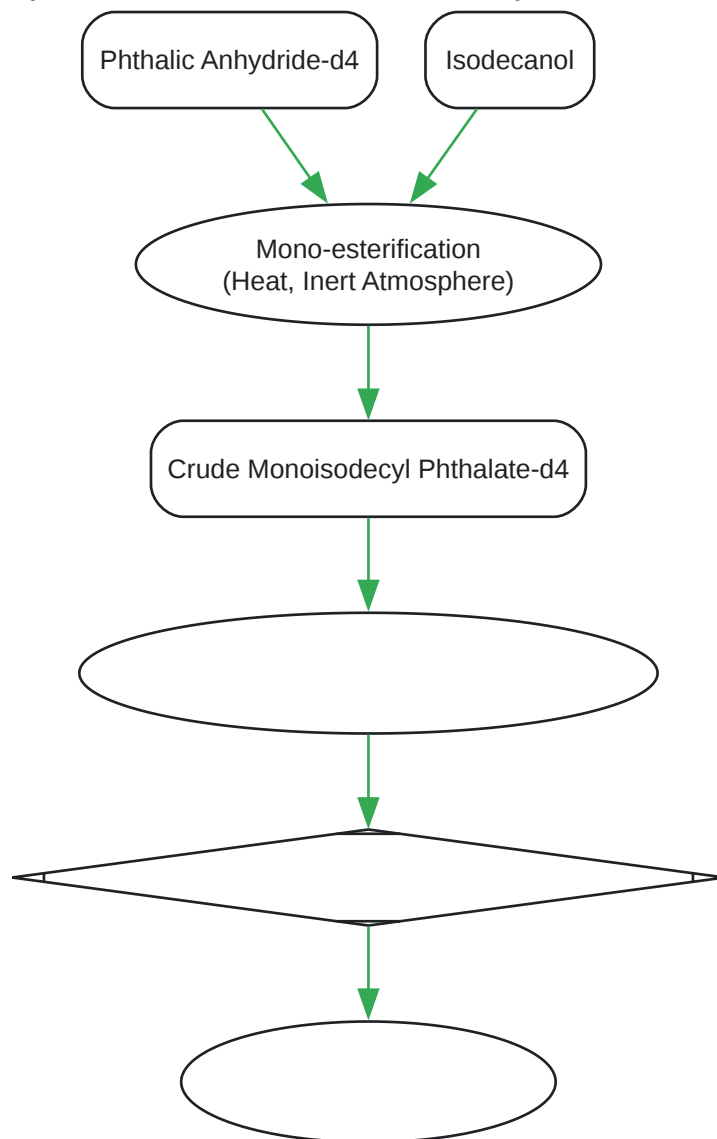 Phthalic Anhydride-d4
Isodecanol
Mono-esterification
(Heat, Inert Atmosphere)
Crude Monoisodecyl Phthalate-d4